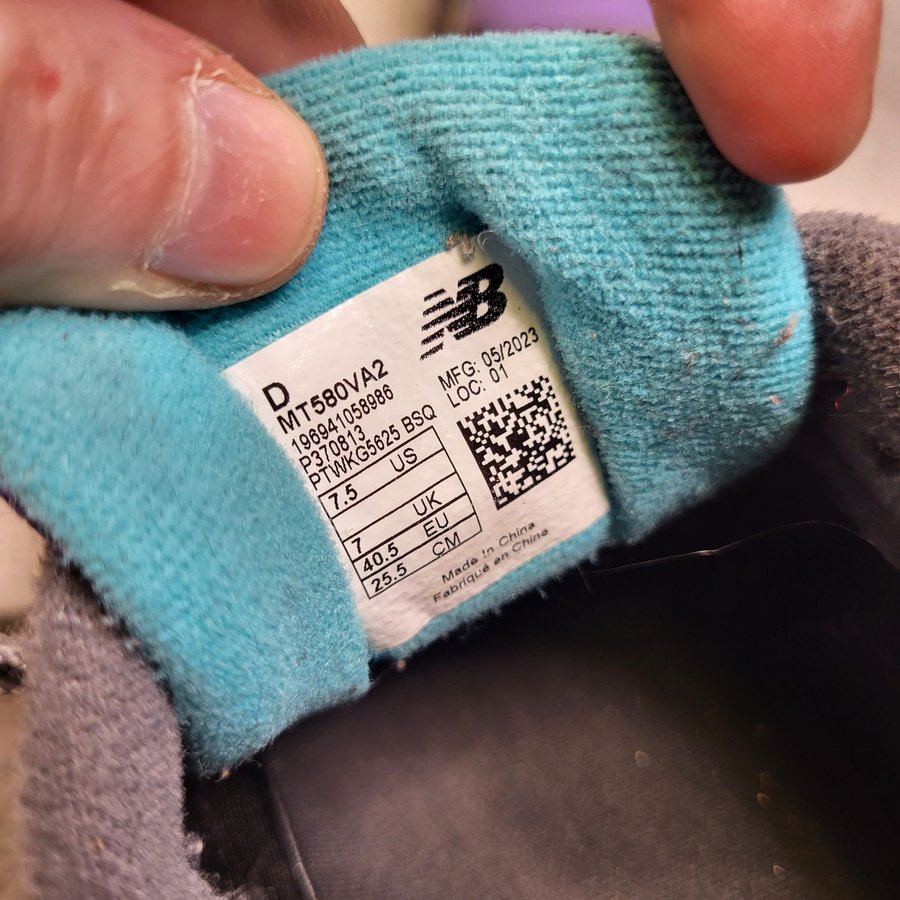 NB
D
MT580VA2
196941058986
P370813
PTWKG5625 BSQ
MFG: 05/2023
LOC: 01
7.5 US
7 UK
40.5 EU
25.5 CM
Made in China
Fabriqué en Chine